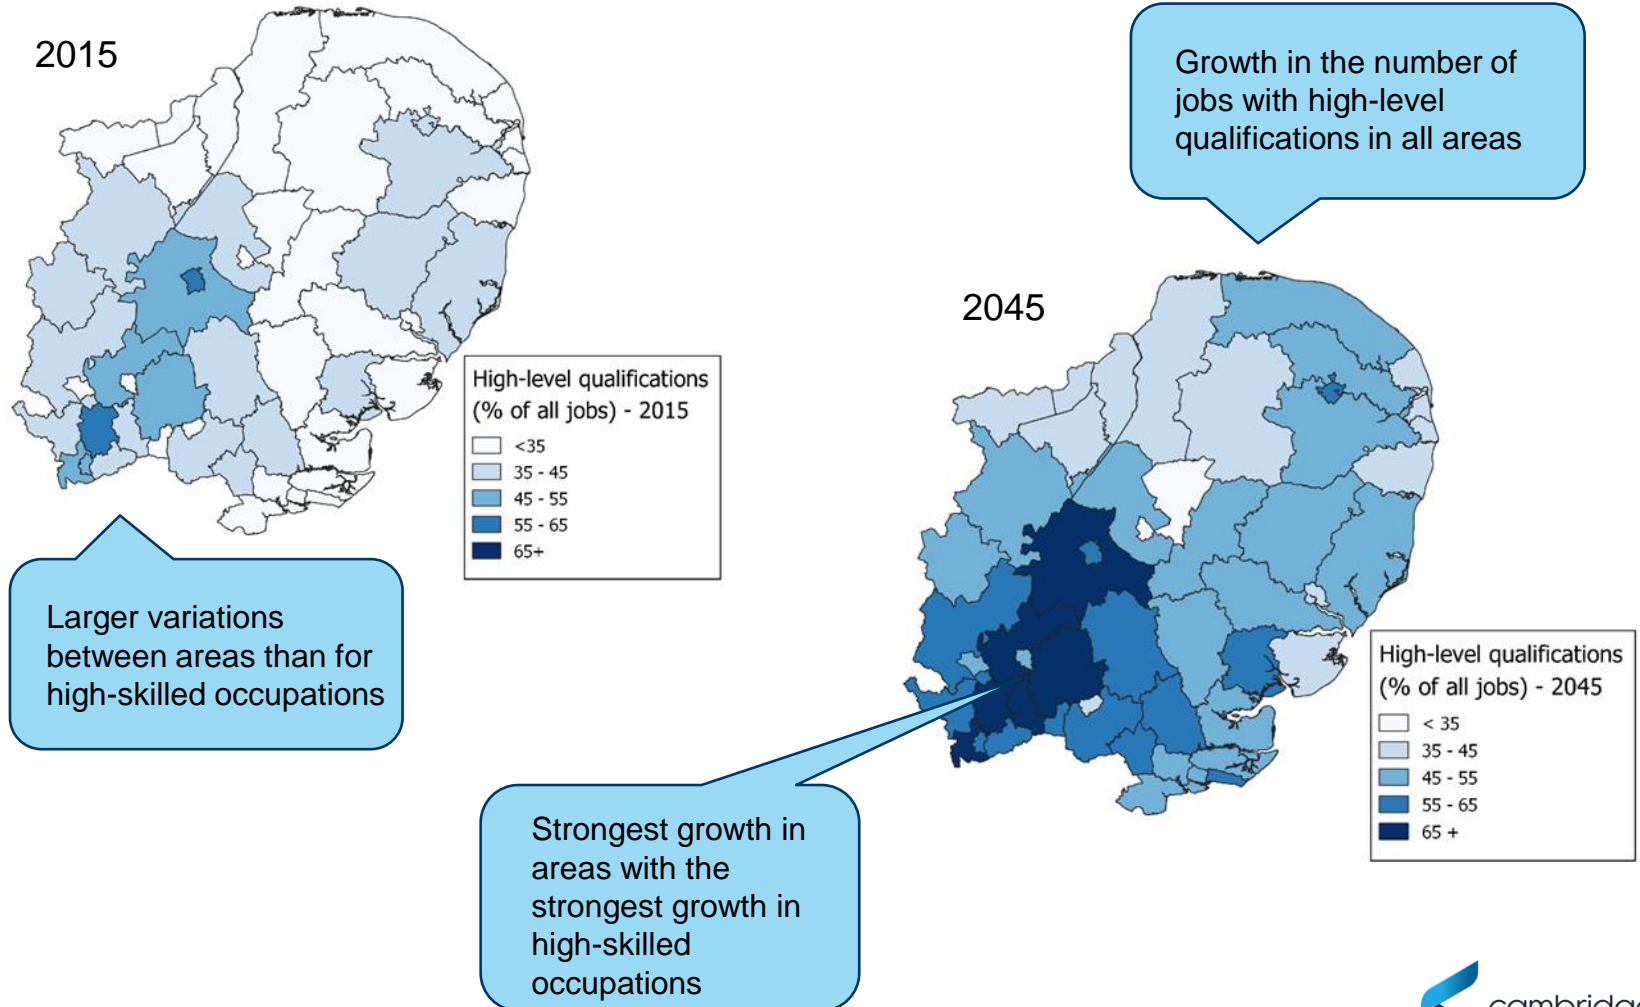 2015
Growth in the number of
jobs with high-level
qualifications in all areas
2045
High-level qualifications
(% of all jobs) - 2015
<35
35 - 45
45 - 55
55 - 65
65+
Larger variations
between areas than for
high-skilled occupations
High-level qualifications
(% of all jobs) - 2045
< 35
35 - 45
45 - 55
55 - 65
65 +
Strongest growth in
areas with the
strongest growth in
high-skilled
occupations